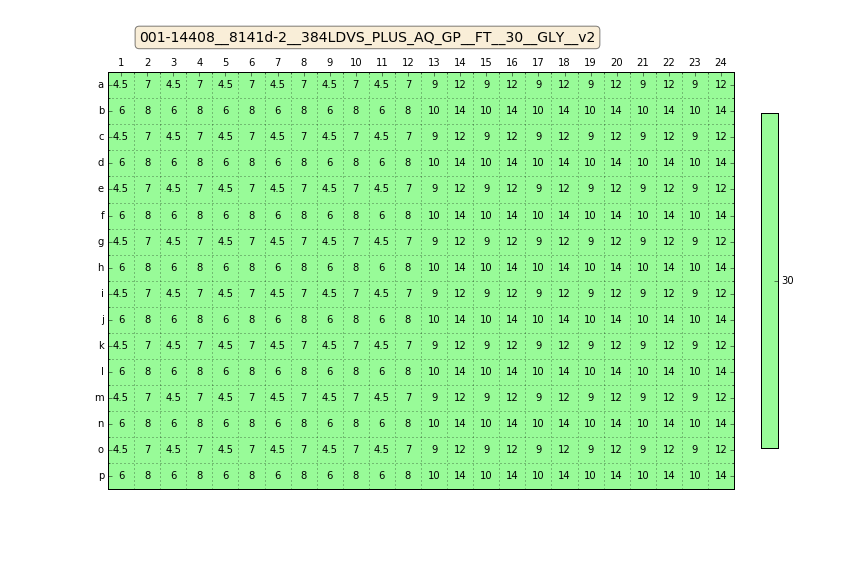 001-14408__8141d-2__384LDVS_PLUS_AQ_GP__FT__30__GLY__v2
1 2 3 4 5 6 7 8 9 10 11 12 13 14 15 16 17 18 19 20 21 22 23 24
a 4.5 7 4.5 7 4.5 7 4.5 7 4.5 7 4.5 7 9 12 9 12 9 12 9 12 9 12 9 12
b 6 8 6 8 6 8 6 8 6 8 6 8 10 14 10 14 10 14 10 14 10 14 10 14
c 4.5 7 4.5 7 4.5 7 4.5 7 4.5 7 4.5 7 9 12 9 12 9 12 9 12 9 12 9 12
d 6 8 6 8 6 8 6 8 6 8 6 8 10 14 10 14 10 14 10 14 10 14 10 14
e 4.5 7 4.5 7 4.5 7 4.5 7 4.5 7 4.5 7 9 12 9 12 9 12 9 12 9 12 9 12
f 6 8 6 8 6 8 6 8 6 8 6 8 10 14 10 14 10 14 10 14 10 14 10 14
g 4.5 7 4.5 7 4.5 7 4.5 7 4.5 7 4.5 7 9 12 9 12 9 12 9 12 9 12 9 12
h 6 8 6 8 6 8 6 8 6 8 6 8 10 14 10 14 10 14 10 14 10 14 10 14
30
i 4.5 7 4.5 7 4.5 7 4.5 7 4.5 7 4.5 7 9 12 9 12 9 12 9 12 9 12 9 12
j 6 8 6 8 6 8 6 8 6 8 6 8 10 14 10 14 10 14 10 14 10 14 10 14
k 4.5 7 4.5 7 4.5 7 4.5 7 4.5 7 4.5 7 9 12 9 12 9 12 9 12 9 12 9 12
l 6 8 6 8 6 8 6 8 6 8 6 8 10 14 10 14 10 14 10 14 10 14 10 14
m 4.5 7 4.5 7 4.5 7 4.5 7 4.5 7 4.5 7 9 12 9 12 9 12 9 12 9 12 9 12
n 6 8 6 8 6 8 6 8 6 8 6 8 10 14 10 14 10 14 10 14 10 14 10 14
o 4.5 7 4.5 7 4.5 7 4.5 7 4.5 7 4.5 7 9 12 9 12 9 12 9 12 9 12 9 12
p 6 8 6 8 6 8 6 8 6 8 6 8 10 14 10 14 10 14 10 14 10 14 10 14